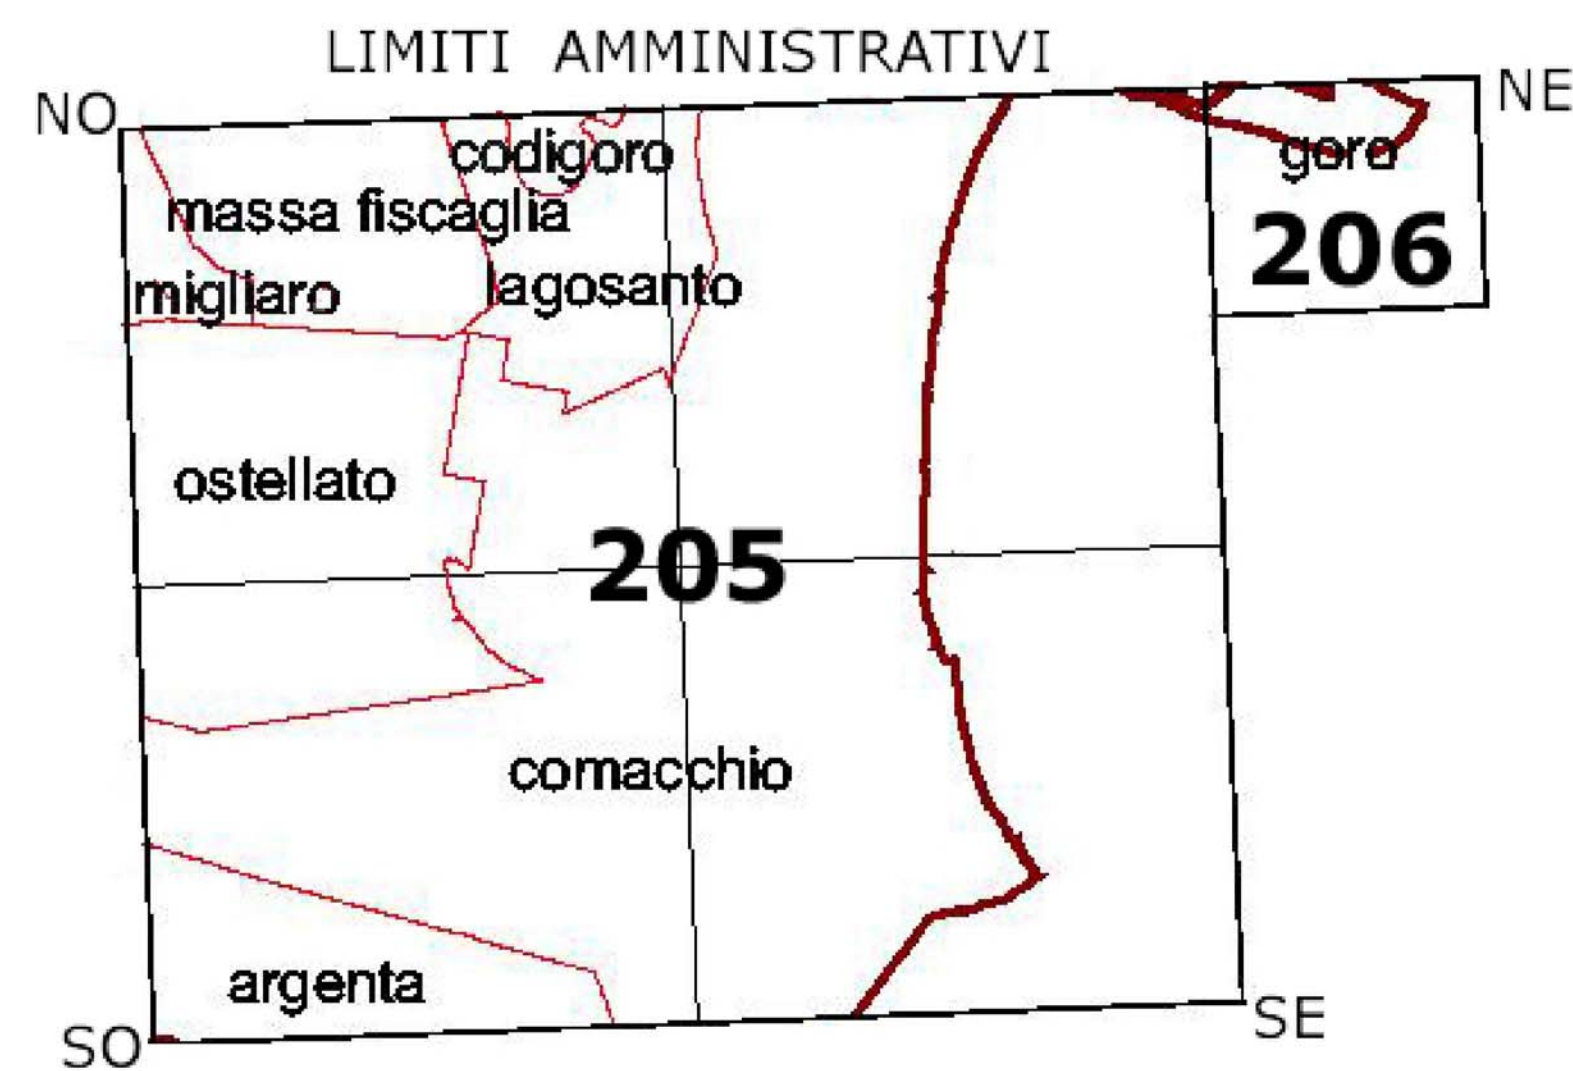 LIMITI AMMINISTRATIVI
NO
NE
codigoro
goro
massa fiscaglia
206
migliaro
lagosanto
ostellato
205
comacchio
argenta
SO
SE